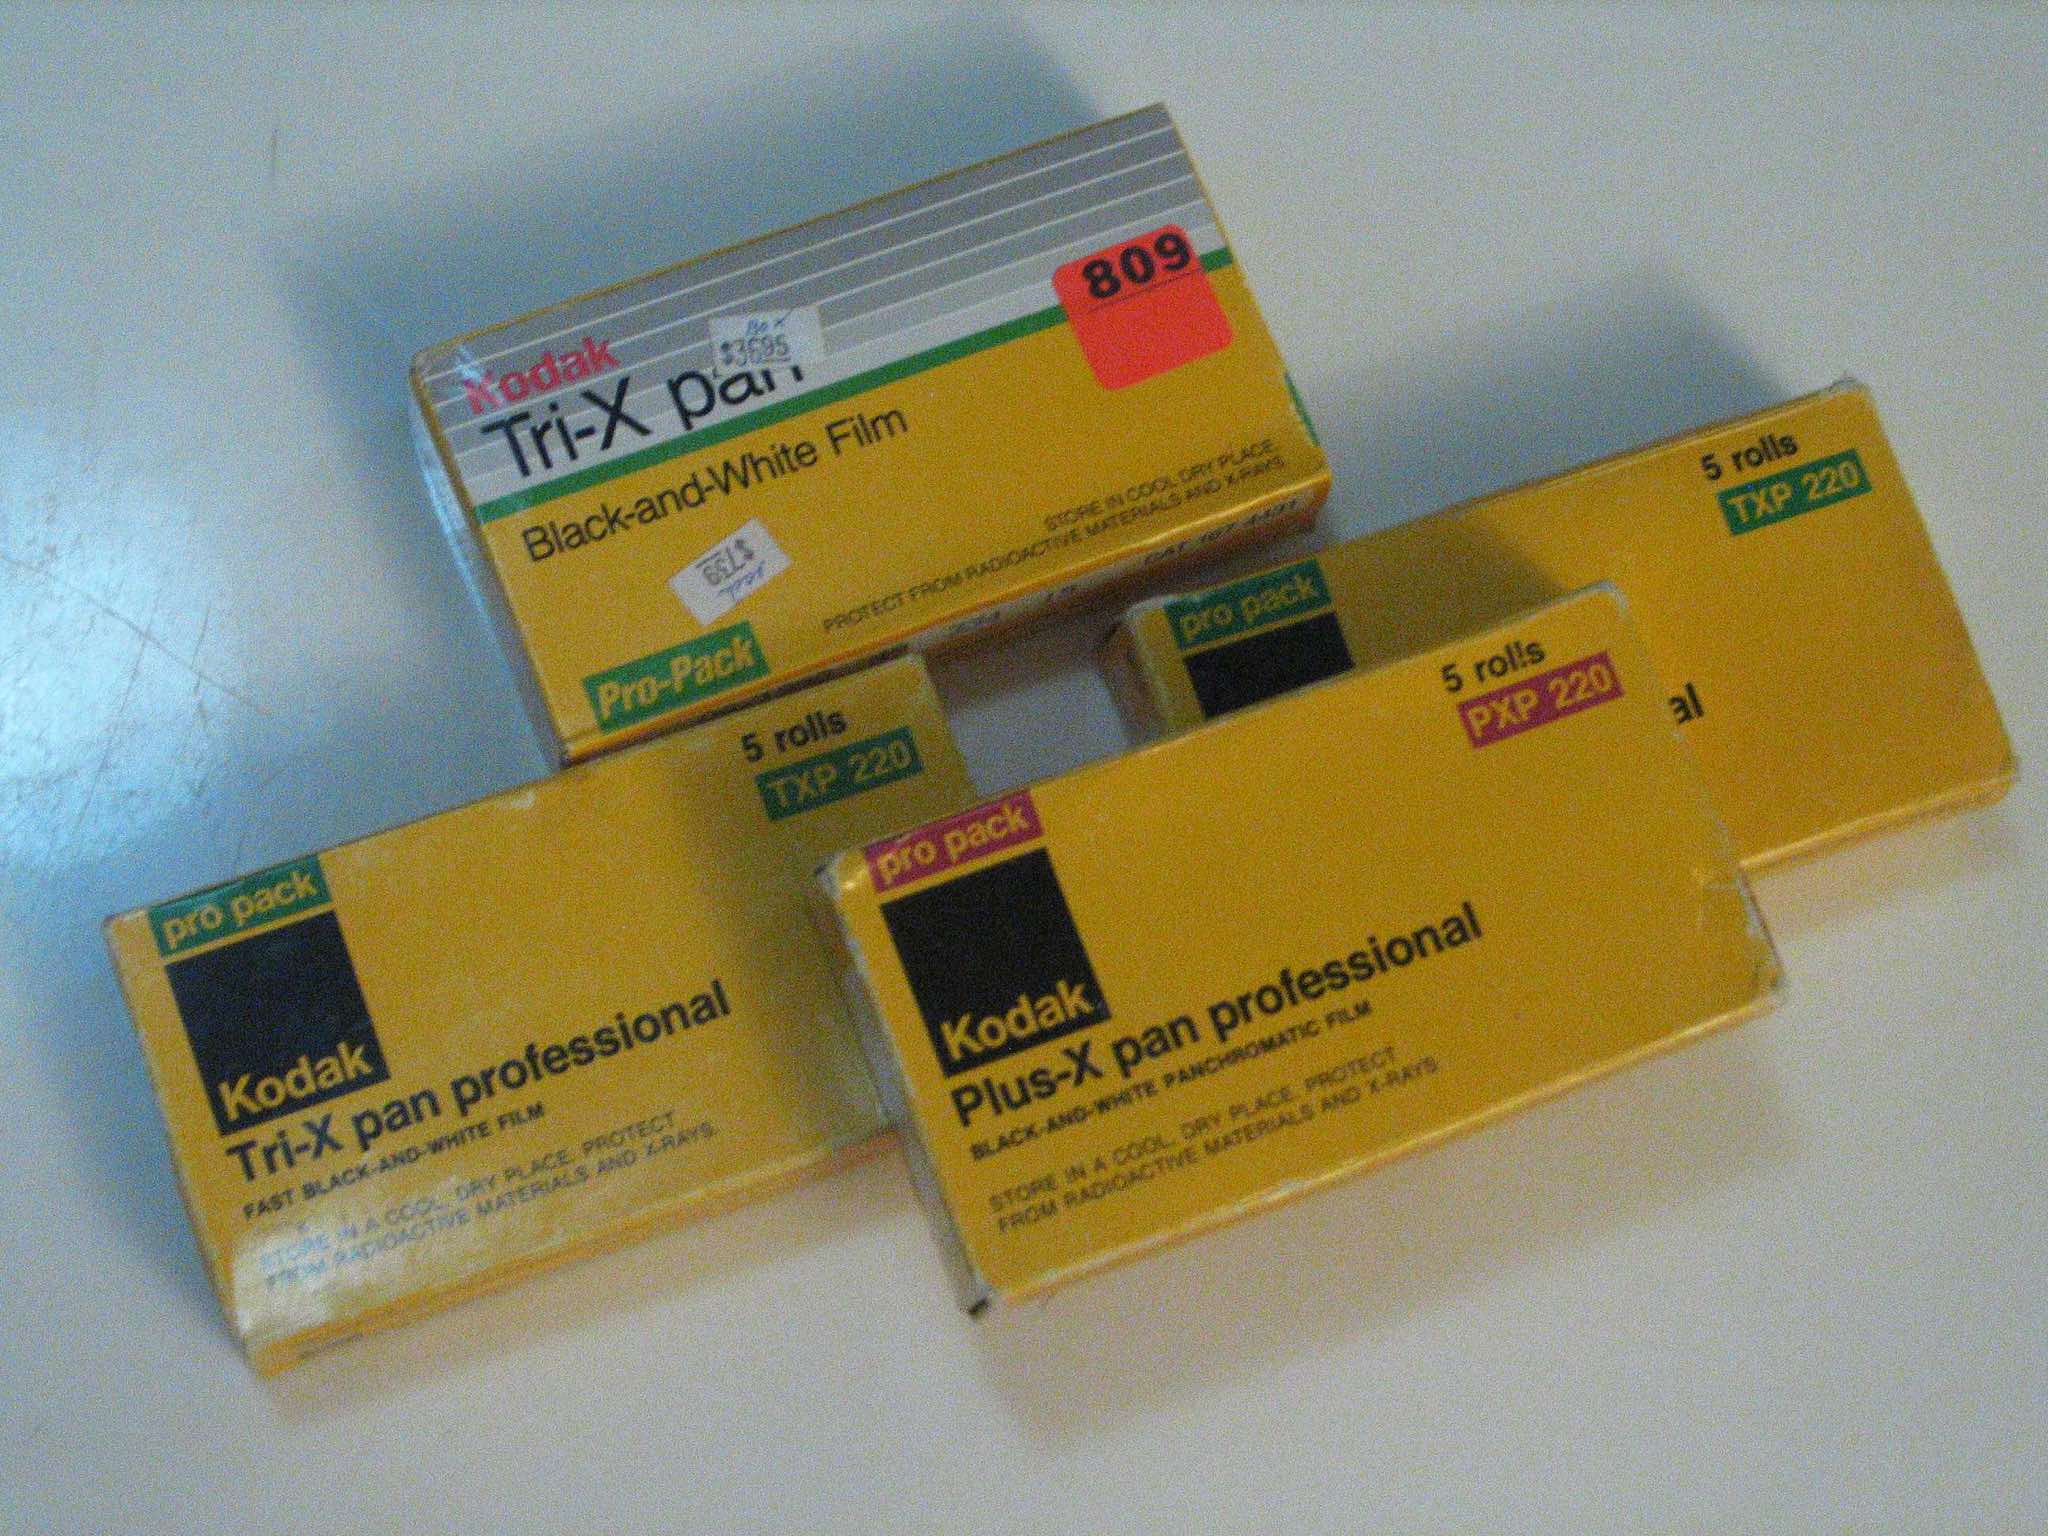 Kodak
Tri-X pan
Box
$3695
809
Black-and-White Film
$739
STORE IN COOL, DRY PLACE.
PROTECT FROM RADIOACTIVE MATERIALS AND X-RAYS.
Pro-Pack
5 rolls
TXP 220
pro pack
al
5 rolls
TXP 220
pro pack
Kodak
Tri-X pan professional
FAST BLACK-AND-WHITE FILM
STORE IN A COOL, DRY PLACE. PROTECT
FROM RADIOACTIVE MATERIALS AND X-RAYS.
5 rolls
PXP 220
pro pack
Kodak
Plus-X pan professional
BLACK-AND-WHITE PANCHROMATIC FILM
STORE IN A COOL, DRY PLACE. PROTECT
FROM RADIOACTIVE MATERIALS AND X-RAYS.